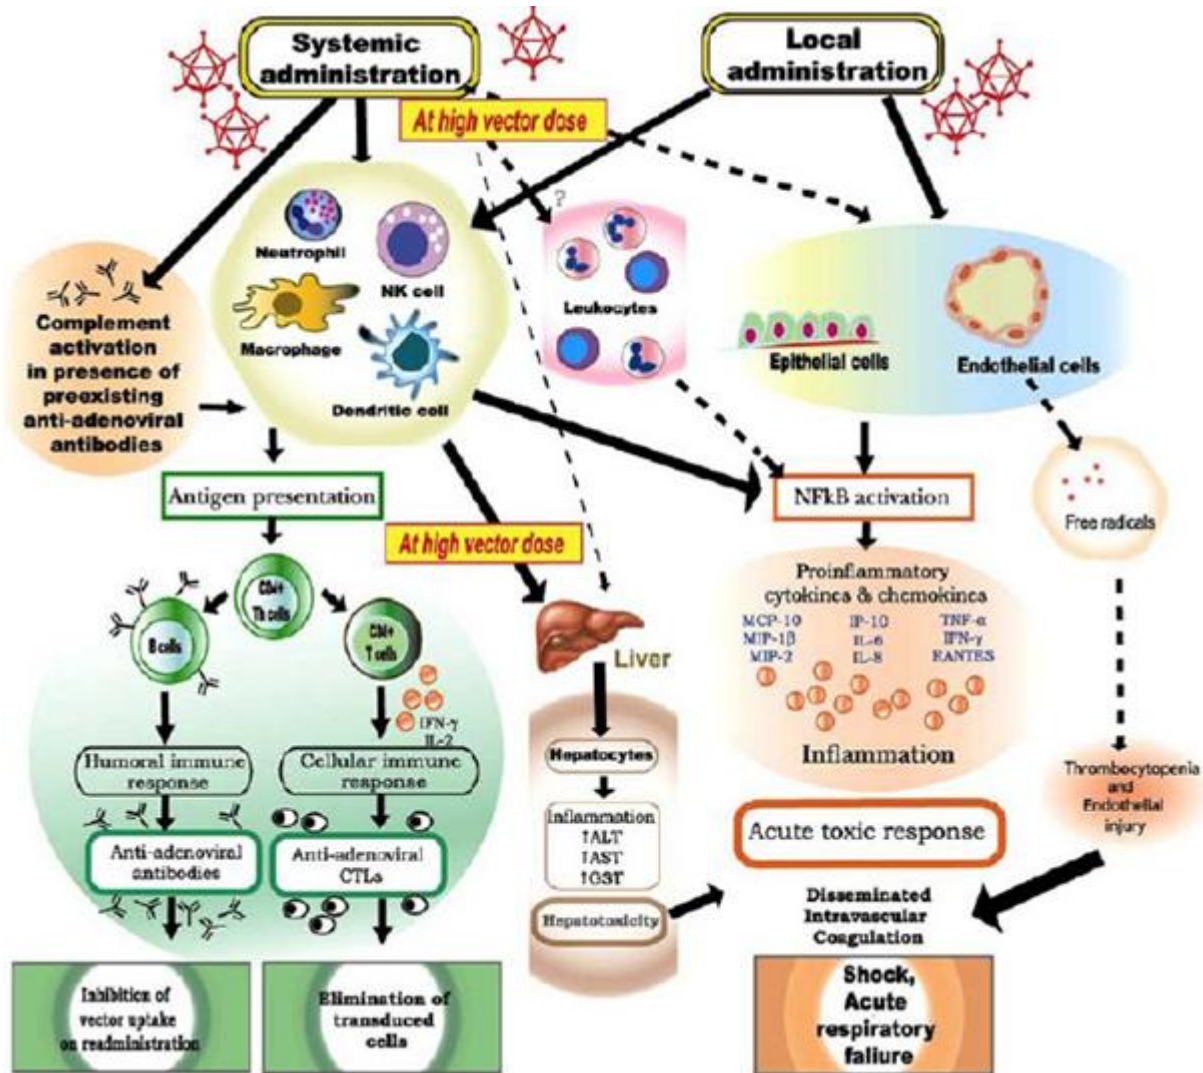 Systemic
administration
Local
administration
At high vector dose
?
Neutrophil
NK cell
Macrophage
Dendritic cell
Leukocytes
Epithelial cells
Endothelial cells
Complement
activation
in presence of
preexisting
anti-adenoviral
antibodies
Antigen presentation
NFkB activation
Free radicals
At high vector dose
CD4+
Th cells
B cells
T cells
IFN-γ
IL-2
Liver
Proinflammatory
cytokines & chemokines
MCP-10 IP-10 TNF-α
MIP-1β IL-6 IFN-γ
MIP-2 IL-8 RANTES
Inflammation
Humoral immune
response
Cellular immune
response
Hepatocytes
Thrombocytopenia
and
Endothelial
injury
Inflammation
↑ALT
↑AST
↑GST
Acute toxic response
Anti-adenoviral
antibodies
Anti-adenoviral
CTLs
Hepatotoxicity
Disseminated
Intravascular
Coagulation
Inhibition of
vector uptake
on readministration
Elimination of
transduced
cells
Shock,
Acute
respiratory
faliure